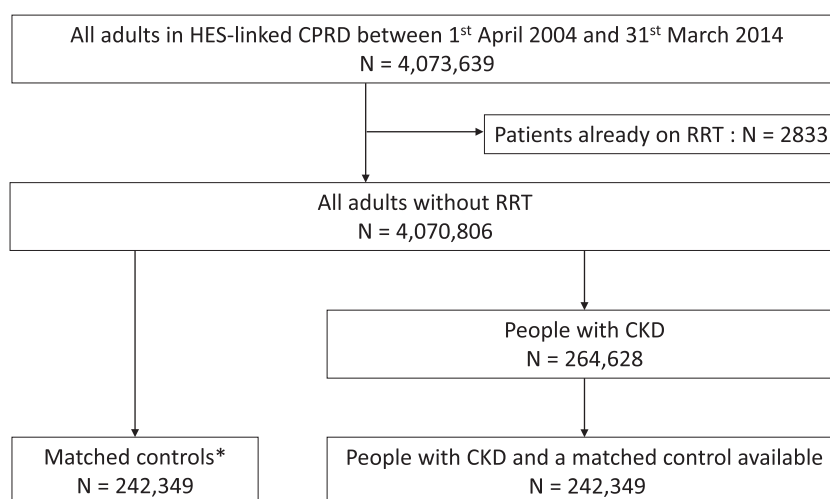 All adults in HES-linked CPRD between 1st April 2004 and 31st March 2014
N = 4,073,639
Patients already on RRT : N = 2833
All adults without RRT
N = 4,070,806
People with CKD
N = 264,628
Matched controls*
N = 242,349
People with CKD and a matched control available
N = 242,349